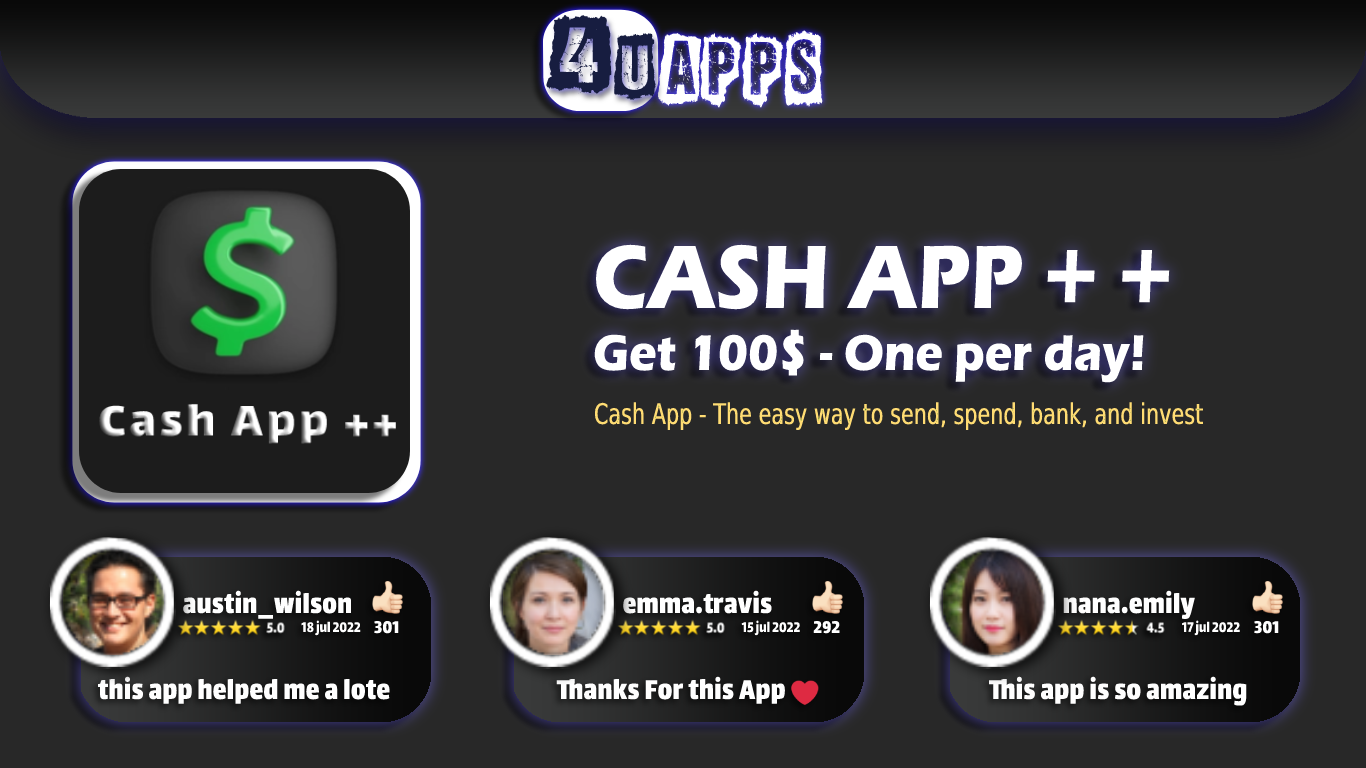 4UAPPS
CASH APP + +
Get 100$ - One per day!
Cash App - The easy way to send, spend, bank, and invest
$
Cash App ++
austin_wilson
5.0 18 jul 2022 301
this app helped me a lote
emma.travis
5.0 15 jul 2022 292
Thanks For this App
nana.emily
4.5 17 jul 2022 301
This app is so amazing